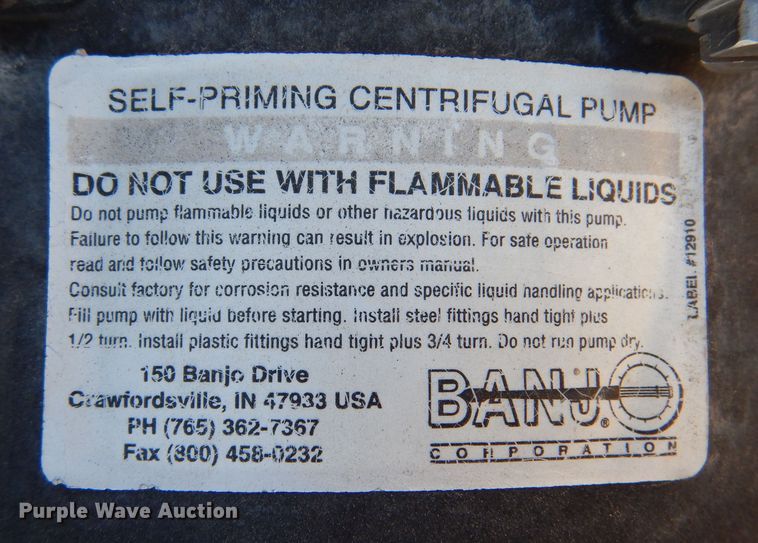 SELF-PRIMING CENTRIFUGAL PUMP
WARNING
DO NOT USE WITH FLAMMABLE LIQUIDS
Do not pump flammable liquids or other hazardous liquids with this pump.
Failure to follow this warning can result in explosion. For safe operation
read and follow safety precautions in owners manual.
Consult factory for corrosion resistance and specific liquid handling applications.
Fill pump with liquid before starting. Install steel fittings hand tight plus
1/2 turn. Install plastic fittings hand tight plus 3/4 turn. Do not run pump dry.
LABEL #12910
150 Banjo Drive
Crawfordsville, IN 47933 USA
PH (765) 362-7367
Fax (800) 458-0232
BANJO®
CORPORATION
Purple Wave Auction